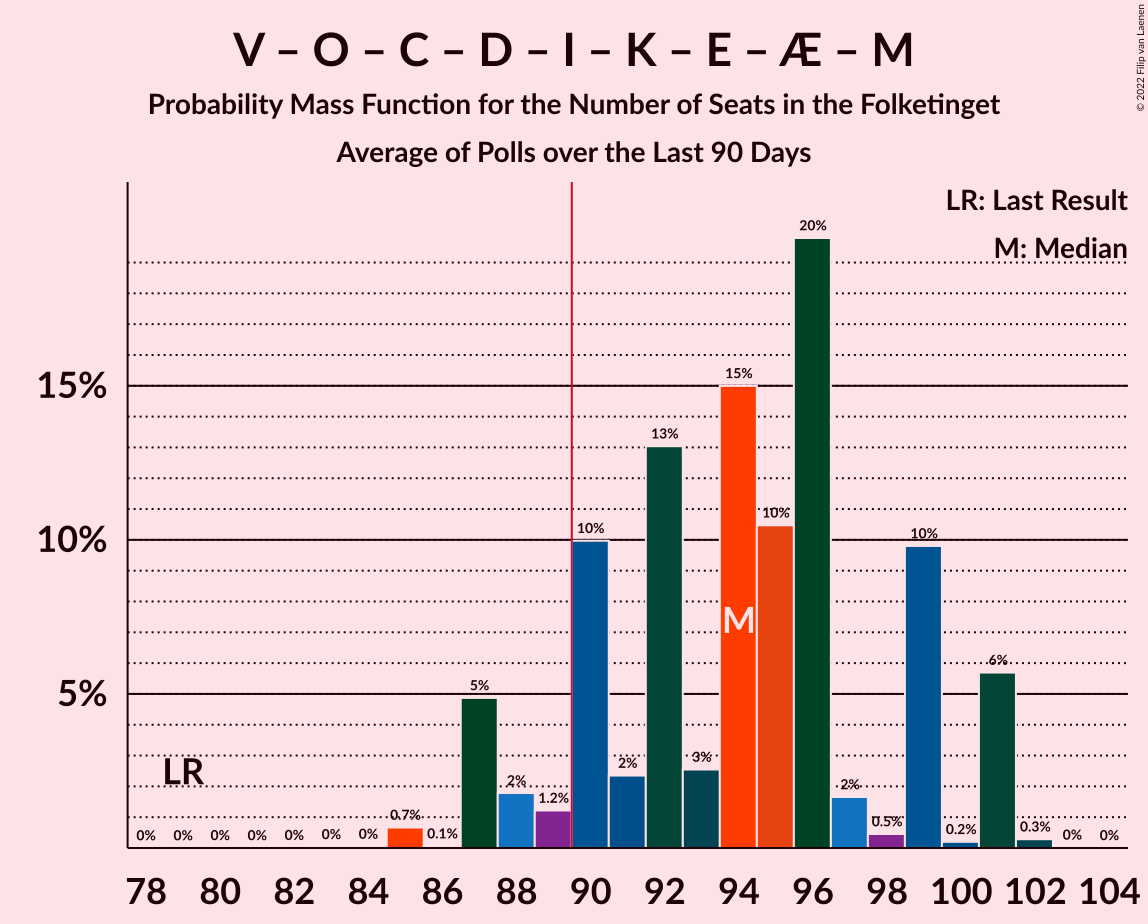 V – O – C – D – I – K – E – Æ – M
Probability Mass Function for the Number of Seats in the Folketinget
Average of Polls over the Last 90 Days
© 2022 Filip van Laenen
LR: Last Result
M: Median
15%
10%
5%
LR
M
0% 0% 0% 0% 0% 0% 0% 0.7% 0.1% 5% 2% 1.2% 10% 2% 13% 3% 15% 10% 20% 2% 0.5% 10% 0.2% 6% 0.3% 0% 0%
78 80 82 84 86 88 90 92 94 96 98 100 102 104